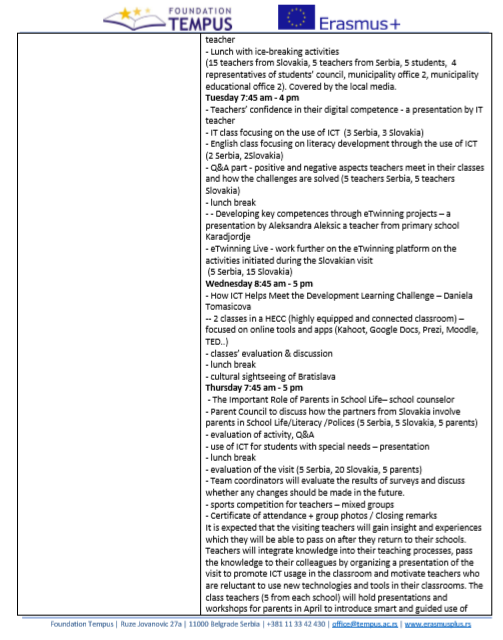 FOUNDATION
TEMPUS
Erasmus+
teacher
- Lunch with ice-breaking activities
(15 teachers from Slovakia, 5 teachers from Serbia, 5 students, 4
representatives of students' council, municipality office 2, municipality
educational office 2). Covered by the local media.
Tuesday 7:45 am - 4 pm
- Teachers' confidence in their digital competence - a presentation by IT
teacher
- IT class focusing on the use of ICT (3 Serbia, 3 Slovakia)
- English class focusing on literacy development through the use of ICT
(2 Serbia, 2Slovakia)
- Q&A part - positive and negative aspects teachers meet in their classes
and how the challenges are solved (5 teachers Serbia, 5 teachers
Slovakia)
- lunch break
- - Developing key competences through eTwinning projects – a
presentation by Aleksandra Aleksic a teacher from primary school
Karadjordje
- eTwinning Live - work further on the eTwinning platform on the
activities initiated during the Slovakian visit
(5 Serbia, 15 Slovakia)
Wednesday 8:45 am - 5 pm
- How ICT Helps Meet the Development Learning Challenge – Daniela
Tomasicova
-- 2 classes in a HECC (highly equipped and connected classroom) –
focused on online tools and apps (Kahoot, Google Docs, Prezi, Moodle,
TED..)
- classes' evaluation & discussion
- lunch break
- cultural sightseeing of Bratislava
Thursday 7:45 am - 5 pm
- The Important Role of Parents in School Life– school counselor
- Parent Council to discuss how the partners from Slovakia involve
parents in School Life/Literacy /Polices (5 Serbia, 5 Slovakia, 5 parents)
- evaluation of activity, Q&A
- use of ICT for students with special needs – presentation
- lunch break
- evaluation of the visit (5 Serbia, 20 Slovakia, 5 parents)
- Team coordinators will evaluate the results of surveys and discuss
whether any changes should be made in the future.
- sports competition for teachers – mixed groups
- Certificate of attendance + group photos / Closing remarks
It is expected that the visiting teachers will gain insight and experiences
which they will be able to pass on after they return to their schools.
Teachers will integrate knowledge into their teaching processes, pass
the knowledge to their colleagues by organizing a presentation of the
visit to promote ICT usage in the classroom and motivate teachers who
are reluctant to use new technologies and tools in their classrooms. The
class teachers (5 from each school) will hold presentations and
workshops for parents in April to introduce smart and guided use of
Foundation Tempus | Ruze Jovanovic 27a | 11000 Belgrade Serbia | +381 11 33 42 430 | office@tempus.ac.rs | www.erasmusplus.rs